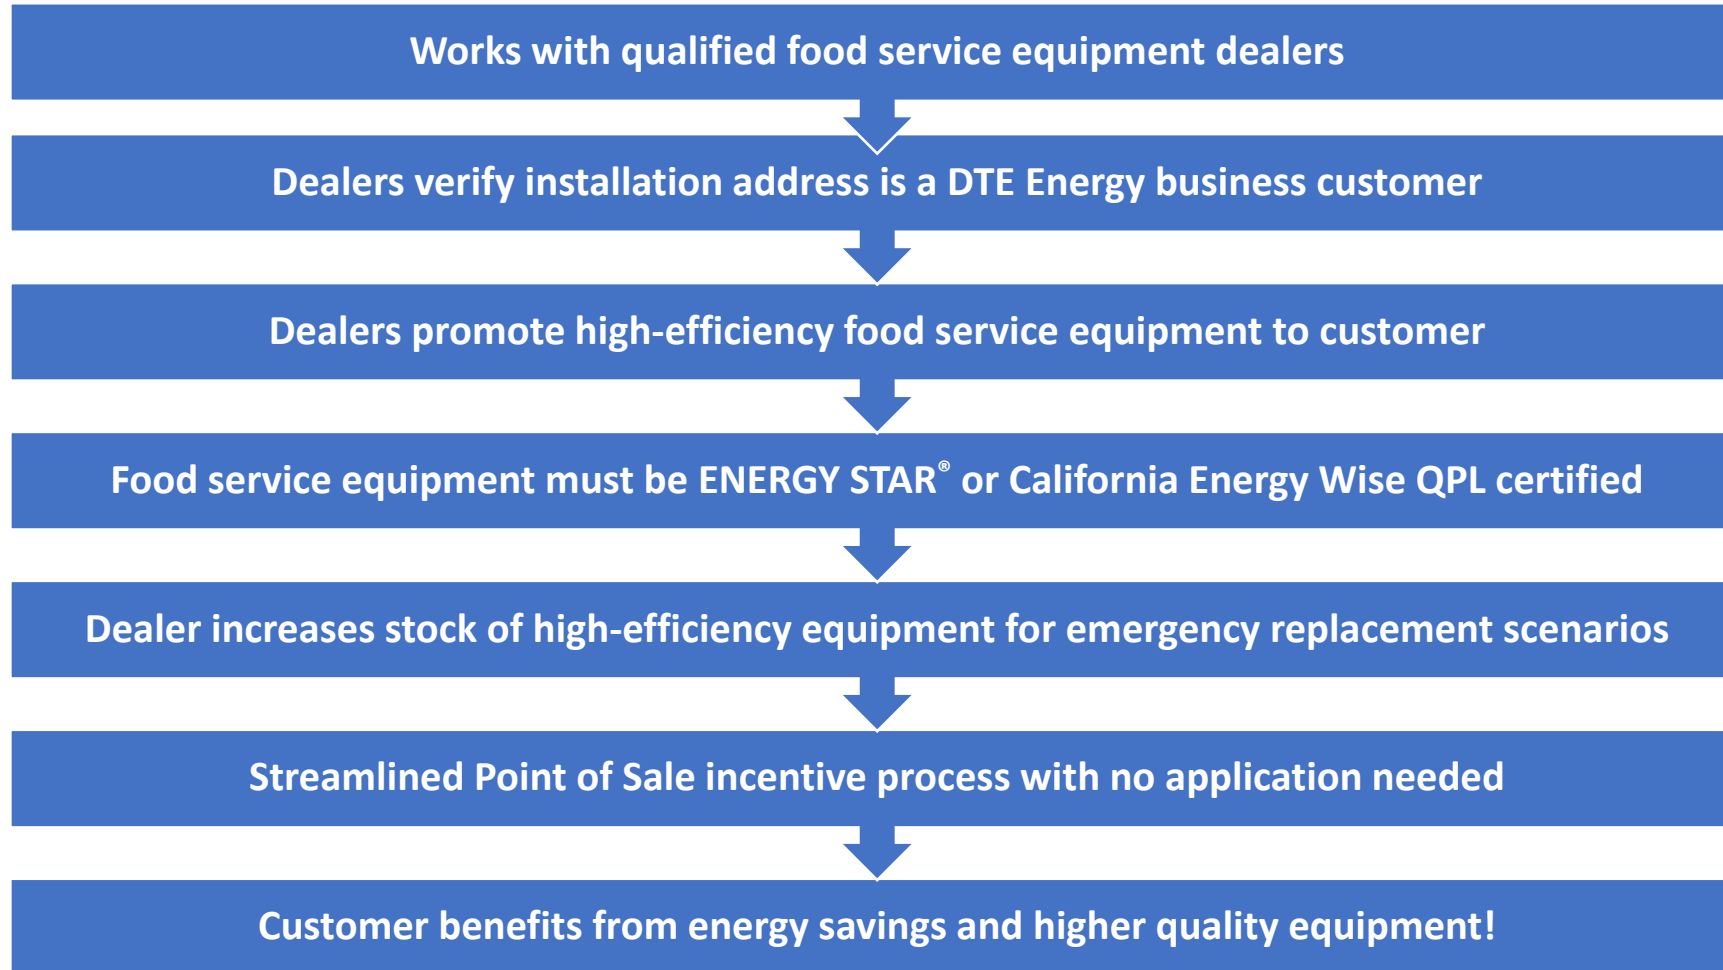 Works with qualified food service equipment dealers
Dealers verify installation address is a DTE Energy business customer
Dealers promote high-efficiency food service equipment to customer
Food service equipment must be ENERGY STAR® or California Energy Wise QPL certified
Dealer increases stock of high-efficiency equipment for emergency replacement scenarios
Streamlined Point of Sale incentive process with no application needed
Customer benefits from energy savings and higher quality equipment!